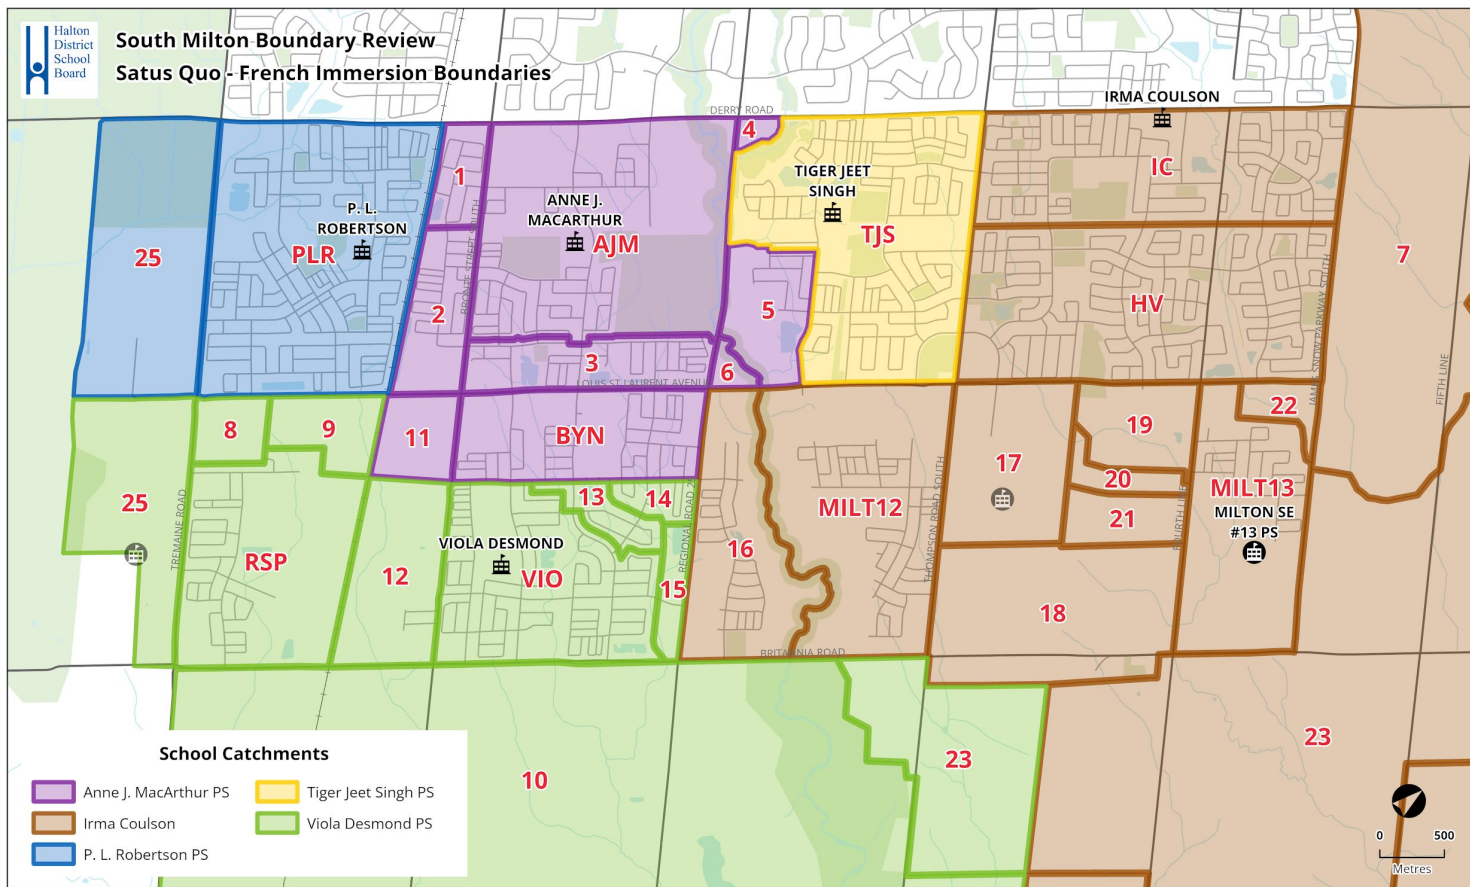 Halton
District
School
Board
South Milton Boundary Review
Satus Quo - French Immersion Boundaries
DERRY ROAD
IRMA COULSON
4
IC
1
TIGER JEET
SINGH
ANNE J.
MACARTHUR
P. L.
ROBERTSON
PLR
AJM
TJS
25
7
BRONTE STREET SOUTH
2
5
HV
JAMES SNOW PARKWAY SOUTH
3
6
LOUIS ST LAURENT AVENU
FIFTH LINE
8
9
11
BYN
19
22
17
20
MILT13
MILTON SE
#13 PS
25
13
14
MILT12
21
TREMAINE ROAD
REGIONAL ROAD 2
THOMPSON ROAD SOUTH
FOURTH LINE
VIOLA DESMOND
VIO
RSP
12
15
16
18
BRITANNIA ROAD
10
23
23
School Catchments
Anne J. MacArthur PS
Tiger Jeet Singh PS
Irma Coulson
Viola Desmond PS
P. L. Robertson PS
0 500
Metres